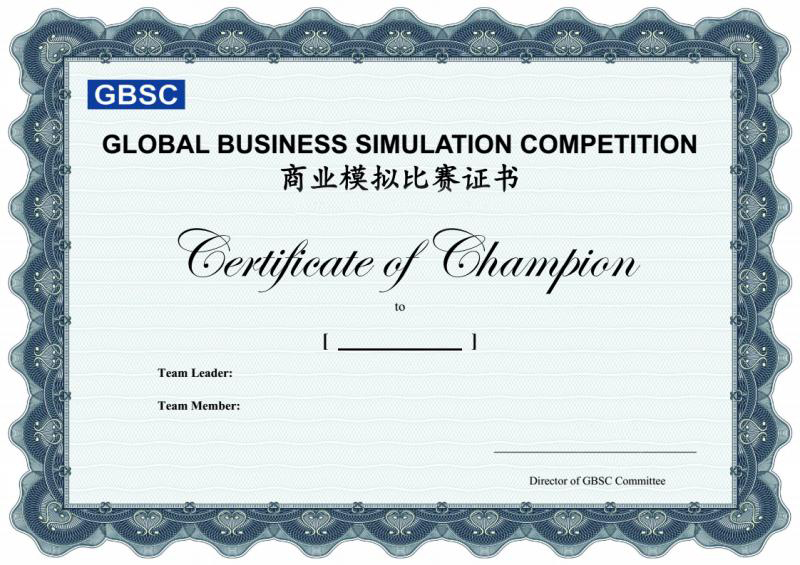 GBSC
GLOBAL BUSINESS SIMULATION COMPETITION
商业模拟比赛证书
Certificate of Champion
to
[ __________ ]
Team Leader:
Team Member:
Director of GBSC Committee